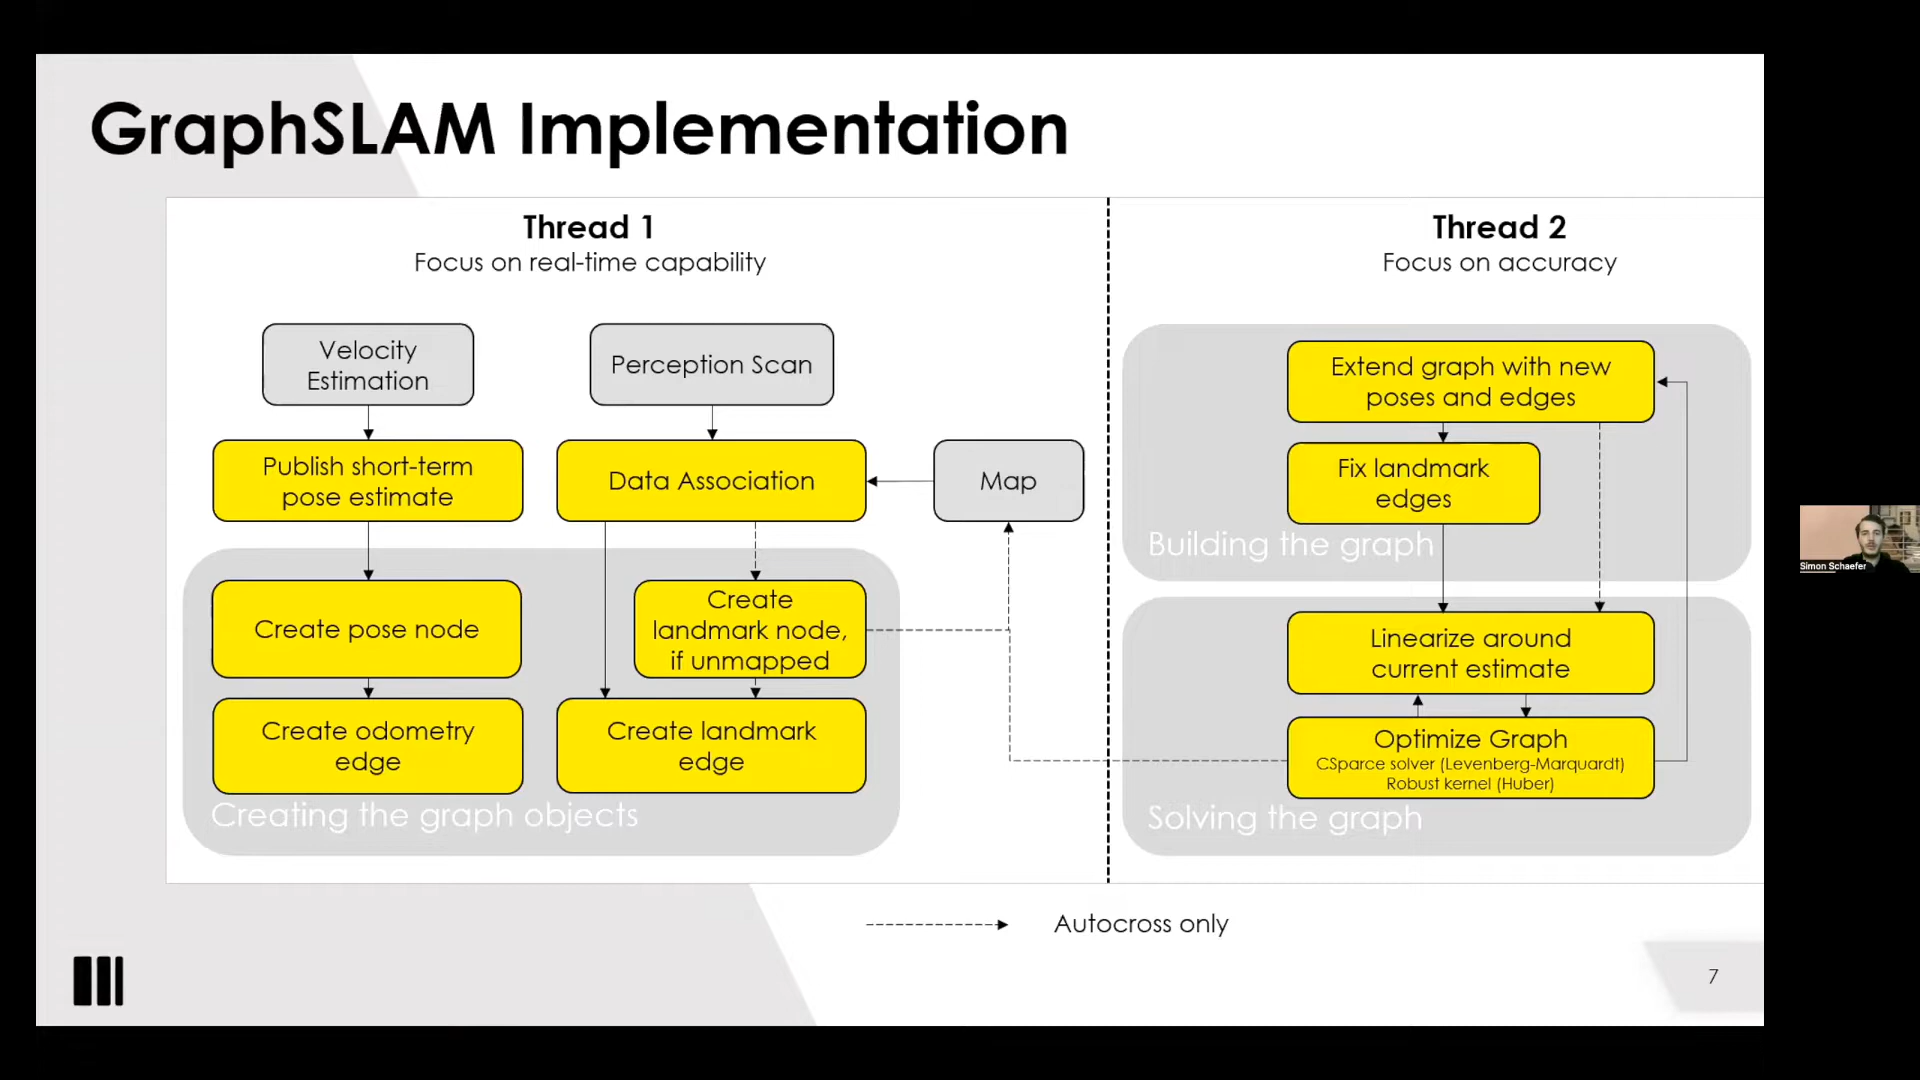 GraphSLAM Implementation
Thread 1
Focus on real-time capability
Thread 2
Focus on accuracy
Velocity
Estimation
Perception Scan
Publish short-term
pose estimate
Data Association
Map
Create pose node
Create
landmark node,
if unmapped
Create odometry
edge
Create landmark
edge
Creating the graph objects
Extend graph with new
poses and edges
Fix landmark
edges
Building the graph
Linearize around
current estimate
Optimize Graph
CSparce solver (Levenberg-Marquardt)
Robust kernel (Huber)
Solving the graph
Autocross only
7
Simon Schaefer